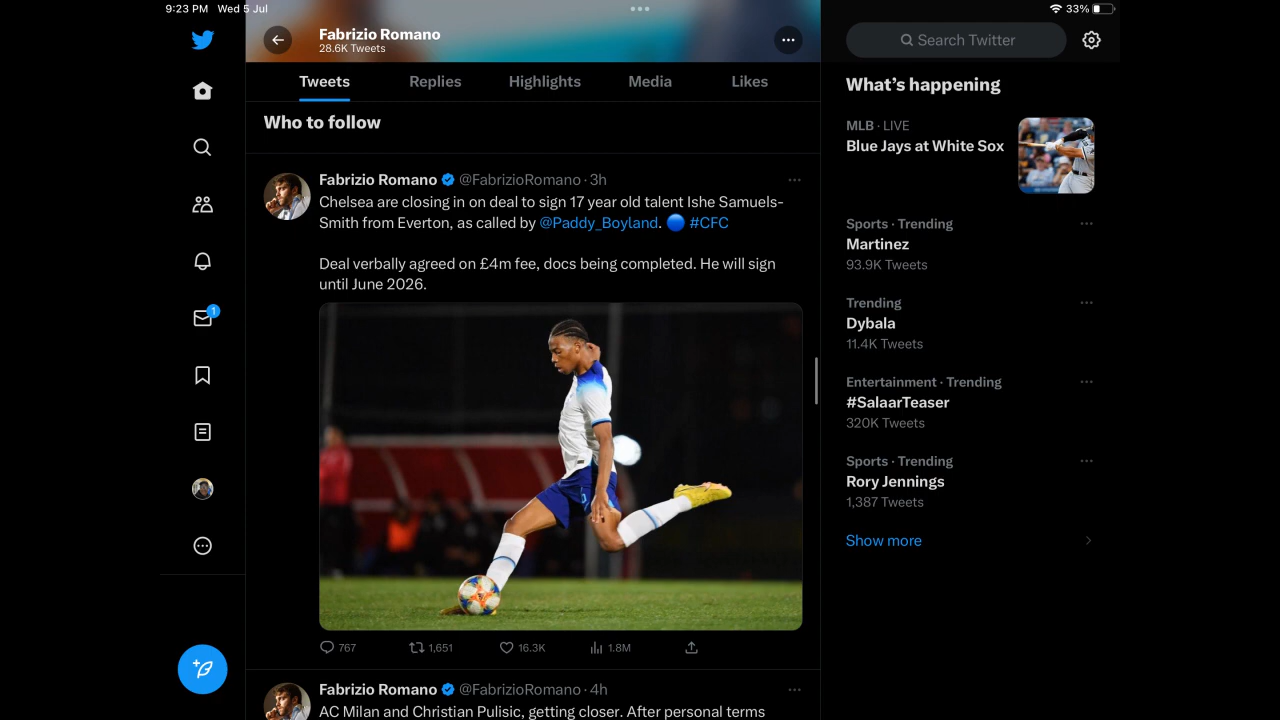 9:23 PM Wed 5 Jul
33%
Fabrizio Romano
28.6K Tweets
Tweets Replies Highlights Media Likes
Who to follow
Fabrizio Romano @FabrizioRomano · 3h
Chelsea are closing in on deal to sign 17 year old talent Ishe Samuels-
Smith from Everton, as called by @Paddy_Boyland. 🔵 #CFC
Deal verbally agreed on £4m fee, docs being completed. He will sign
until June 2026.
767 1,651 16.3K 1.8M
Fabrizio Romano @FabrizioRomano · 4h
AC Milan and Christian Pulisic, getting closer. After personal terms
1
Search Twitter
What’s happening
MLB · LIVE
Blue Jays at White Sox
Sports · Trending
Martinez
93.9K Tweets
Trending
Dybala
11.4K Tweets
Entertainment · Trending
#SalaarTeaser
320K Tweets
Sports · Trending
Rory Jennings
1,387 Tweets
Show more